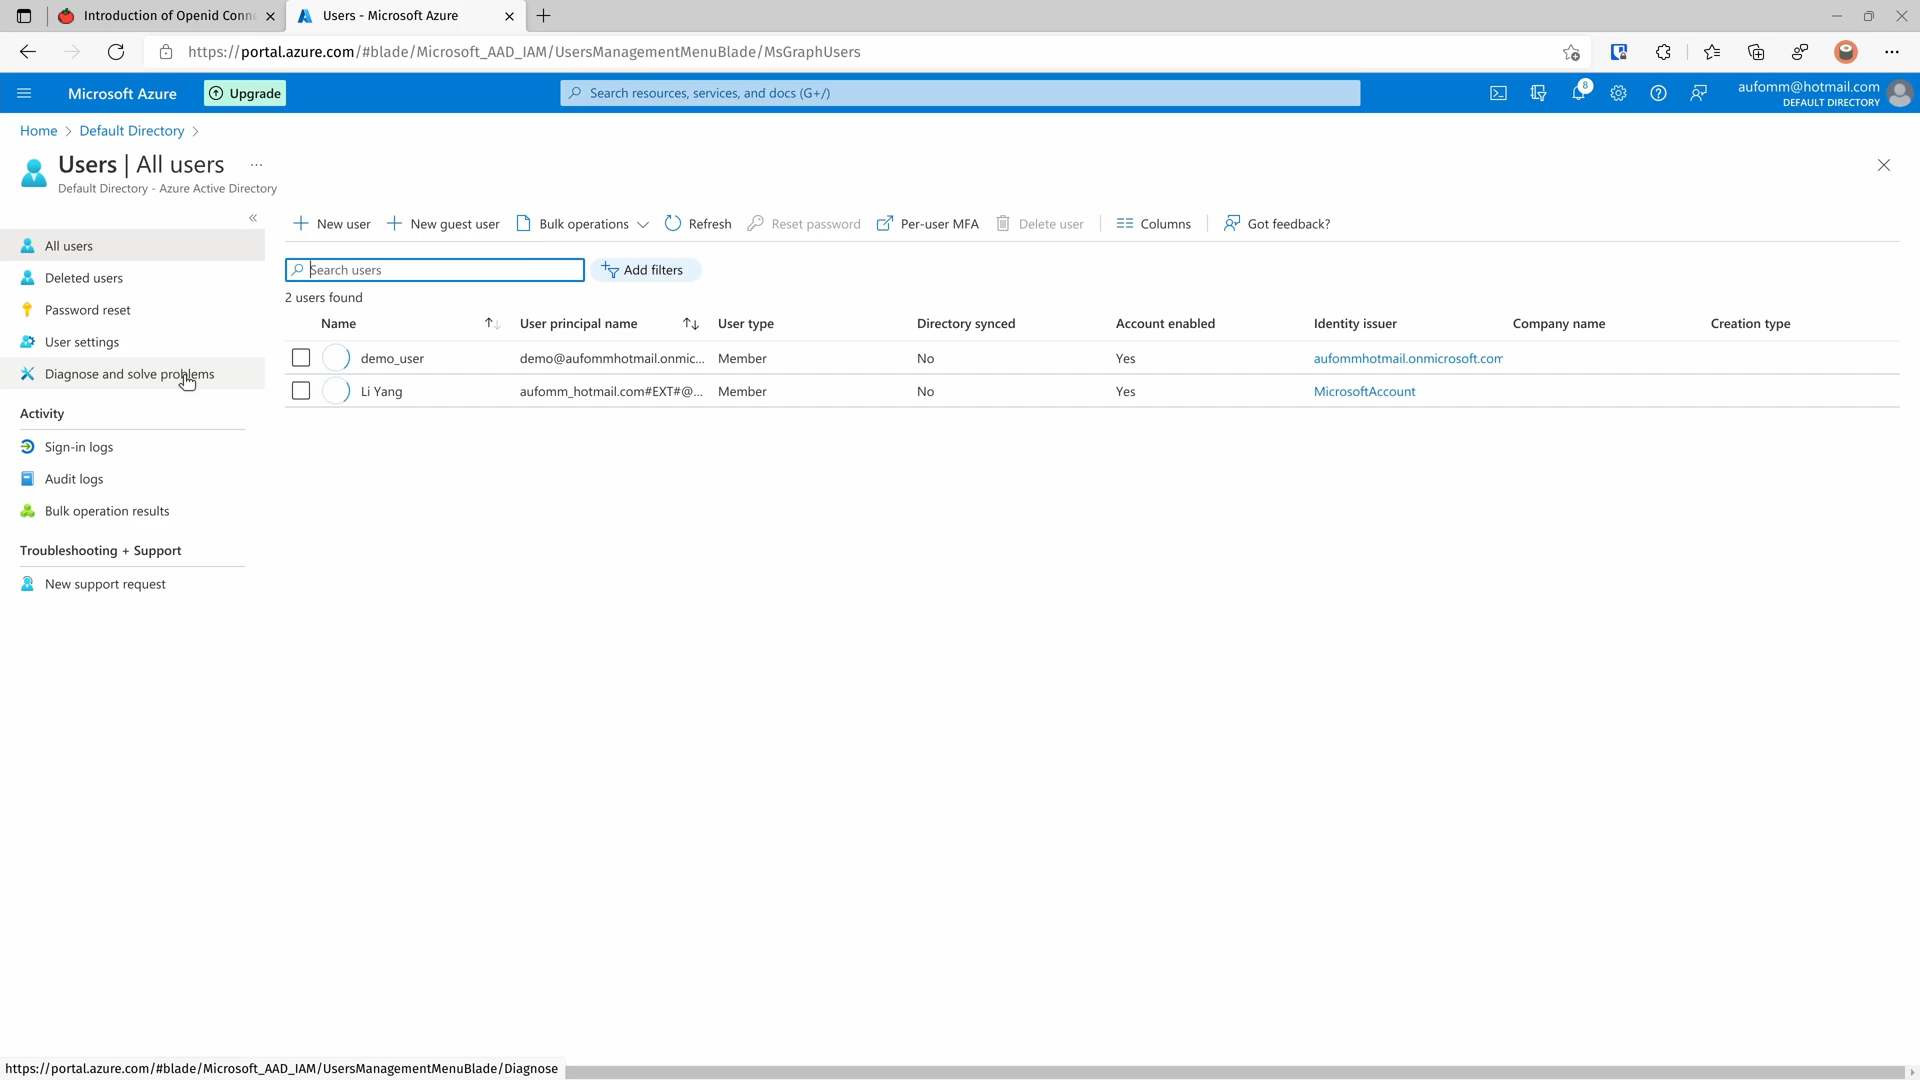 Introduction of Openid Conn
Users - Microsoft Azure
https://portal.azure.com/#blade/Microsoft_AAD_IAM/UsersManagementMenuBlade/MsGraphUsers
Microsoft Azure
Upgrade
Search resources, services, and docs (G+/)
8
aufomm@hotmail.com
DEFAULT DIRECTORY
Home > Default Directory >
Users | All users ...
Default Directory - Azure Active Directory
«
New user
New guest user
Bulk operations
Refresh
Reset password
Per-user MFA
Delete user
Columns
Got feedback?
All users
Deleted users
Password reset
User settings
Diagnose and solve problems
Activity
Sign-in logs
Audit logs
Bulk operation results
Troubleshooting + Support
New support request
Search users
Add filters
2 users found
Name User principal name User type Directory synced Account enabled Identity issuer Company name Creation type
demo_user demo@aufommhotmail.onmic... Member No Yes aufommhotmail.onmicrosoft.com
Li Yang aufomm_hotmail.com#EXT#@... Member No Yes MicrosoftAccount
https://portal.azure.com/#blade/Microsoft_AAD_IAM/UsersManagementMenuBlade/Diagnose